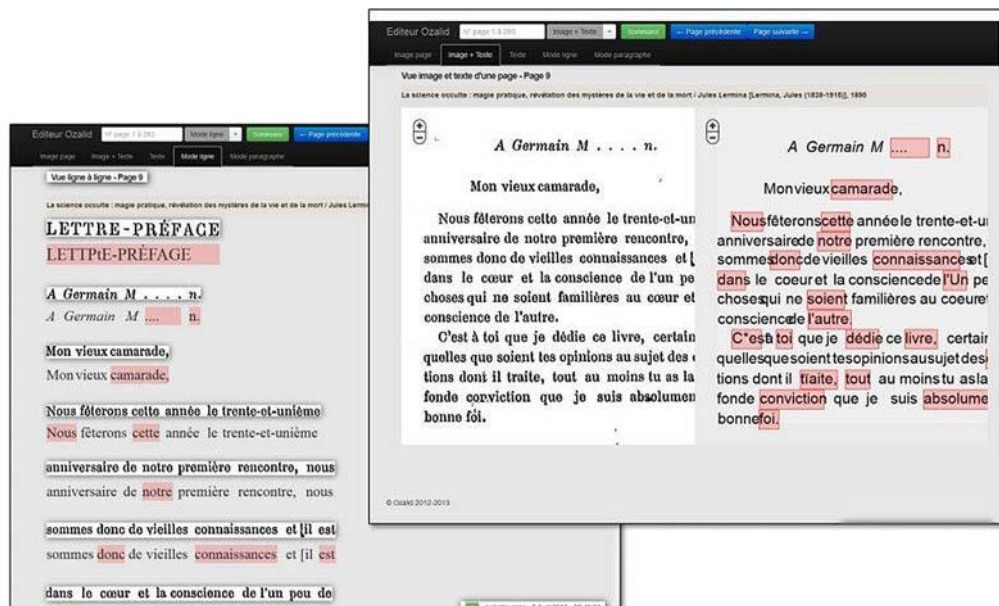 Editeur Ozalid N° page 1 à 293 Mode ligne Sommaire ← Page précédente
Image page Image + Texte Texte Mode ligne Mode paragraphe
Vue ligne à ligne - Page 9
La science occulte : magie pratique, révélation des mystères de la vie et de la mort / Jules Lerm
LETTRE-PRÉFACE
LETTPtE-PRÉFAGE
A Germain M . . . . n.
A Germain M .... n.
Mon vieux camarade,
Mon vieux camarade,
Nous fêterons cette année le trente-et-unième
Nous fêterons cette année le trente-et-unième
anniversaire de notre première rencontre, nous
anniversaire de notre première rencontre, nous
sommes donc de vieilles connaissances et [il est
sommes donc de vieilles connaissances et [il est
dans le cœur et la conscience de l'un peu de
Editeur Ozalid N° page 1 à 293 Image + Texte Sommaire ← Page précédente Page suivante →
Image page Image + Texte Texte Mode ligne Mode paragraphe
Vue image et texte d'une page - Page 9
La science occulte : magie pratique, révélation des mystères de la vie et de la mort / Jules Lermina [Lermina, Jules (1839-1915)], 1890
A Germain M . . . . n.
Mon vieux camarade,
Nous fêterons cette année le trente-et-un
anniversaire de notre première rencontre,
sommes donc de vieilles connaissances et [
dans le cœur et la conscience de l'un pe
choses qui ne soient familières au cœur et
conscience de l'autre.
C'est à toi que je dédie ce livre, certain
quelles que soient tes opinions au sujet des
tions dont il traite, tout au moins tu as la
fonde conviction que je suis absolumen
bonne foi.
A Germain M .... n.
Monvieux camarade,
Nous fêterons cette année le trente-et-u
anniversaire de notre première rencontre,
sommes donc de vieilles connaissances et [
dans le coeur et la conscience de l'Un pe
choses qui ne soient familières au coeur et
conscience de l'autre.
C*est à toi que je dédie ce livre, certain
quelles que soient tes opinions au sujet des
tions dont il tïaite, tout au moins tu as la
fonde conviction que je suis absolume
bonne foi.
© Ozalid 2012-2013